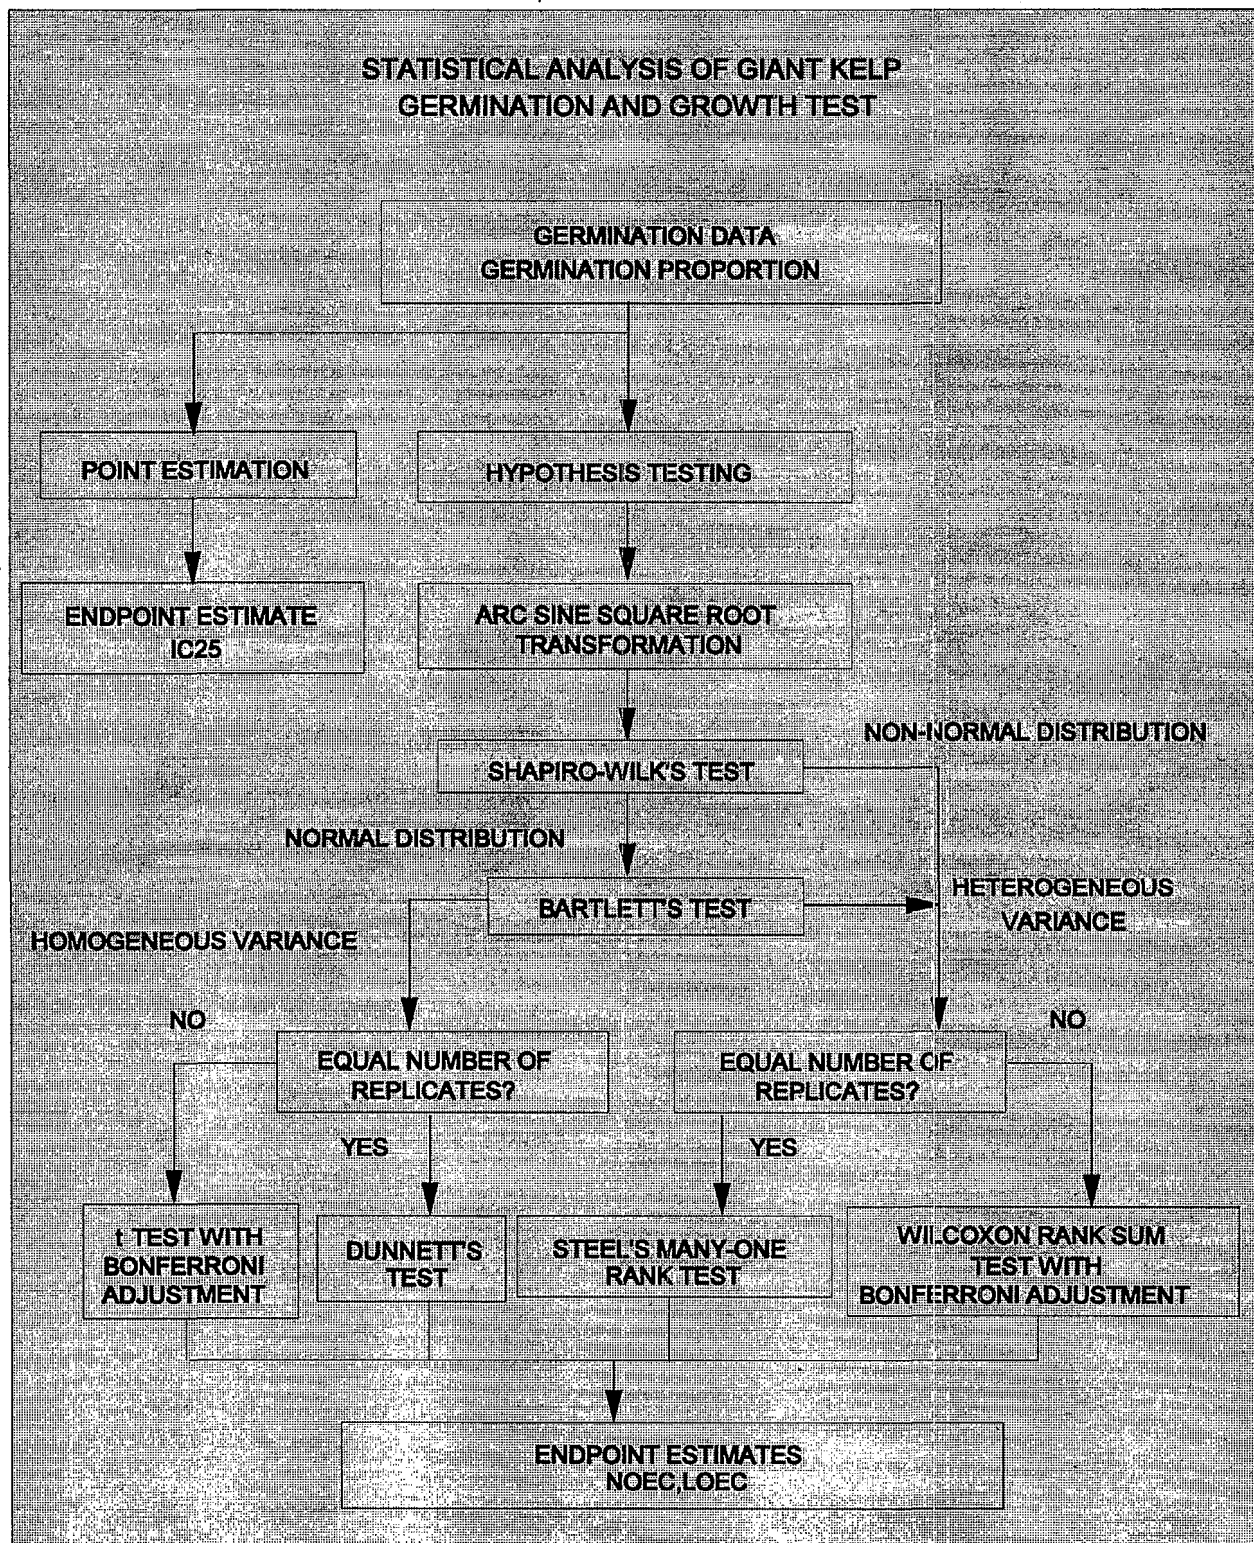 STATISTICAL ANALYSIS OF GIANT KELP
GERMINATION AND GROWTH TEST
GERMINATION DATA
GERMINATION PROPORTION
POINT ESTIMATION
HYPOTHESIS TESTING
ENDPOINT ESTIMATE
IC25
ARC SINE SQUARE ROOT
TRANSFORMATION
NON-NORMAL DISTRIBUTION
SHAPIRO-WILK'S TEST
NORMAL DISTRIBUTION
HETEROGENEOUS
VARIANCE
BARTLETT'S TEST
HOMOGENEOUS VARIANCE
NO
NO
EQUAL NUMBER OF
REPLICATES?
EQUAL NUMBER OF
REPLICATES?
YES
YES
t TEST WITH
BONFERRONI
ADJUSTMENT
DUNNETT'S
TEST
STEEL'S MANY-ONE
RANK TEST
WILCOXON RANK SUM
TEST WITH
BONFERRONI ADJUSTMENT
ENDPOINT ESTIMATES
NOEC,LOEC